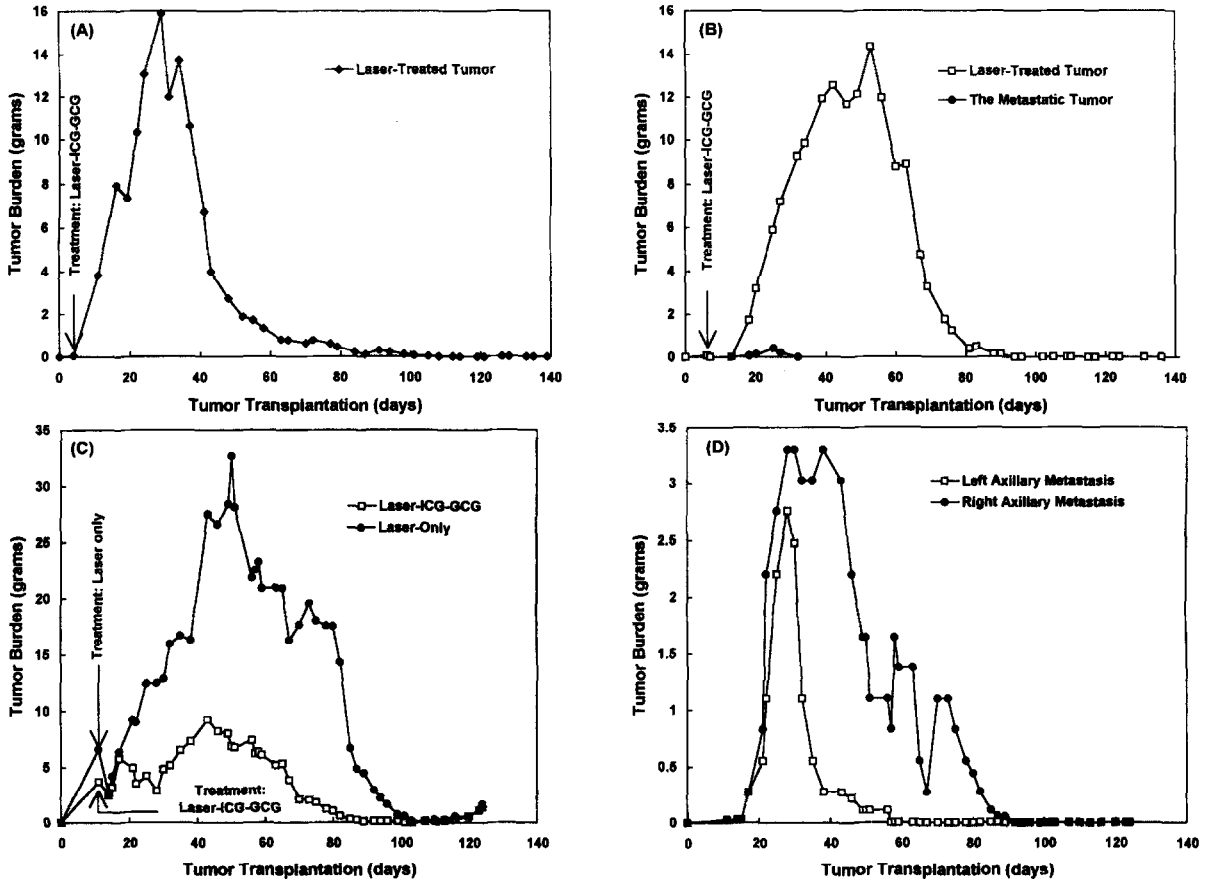 (A)
16
14
12
10
8
6
4
2
0
Tumor Burden (grams)
Treatment: Laser-ICG-GCG
Laser-Treated Tumor
0 20 40 60 80 100 120 140
Tumor Transplantation (days)
(B)
16
14
12
10
8
6
4
2
0
Tumor Burden (grams)
Treatment: Laser-ICG-GCG
Laser-Treated Tumor
The Metastatic Tumor
0 20 40 60 80 100 120 140
Tumor Transplantation (days)
(C)
35
30
25
20
15
10
5
0
Tumor Burden (grams)
Treatment: Laser only
Laser-ICG-GCG
Laser-Only
Treatment:
Laser-ICG-GCG
0 20 40 60 80 100 120 140
Tumor Transplantation (days)
(D)
3.5
3
2.5
2
1.5
1
0.5
0
Tumor Burden (grams)
Left Axillary Metastasis
Right Axillary Metastasis
0 20 40 60 80 100 120 140
Tumor Transplantation (days)